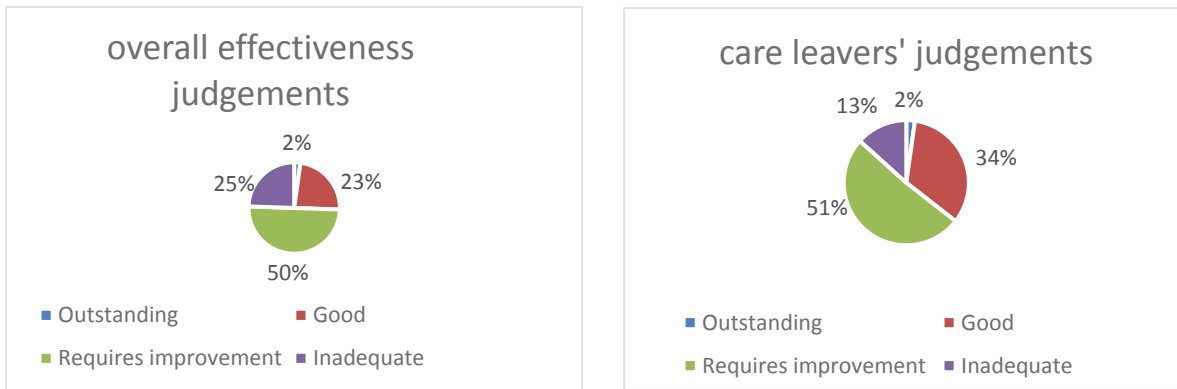 overall effectiveness
judgements
2%
25%
23%
50%
Outstanding
Good
Requires improvement
Inadequate
care leavers' judgements
13%
2%
34%
51%
Outstanding
Good
Requires improvement
Inadequate